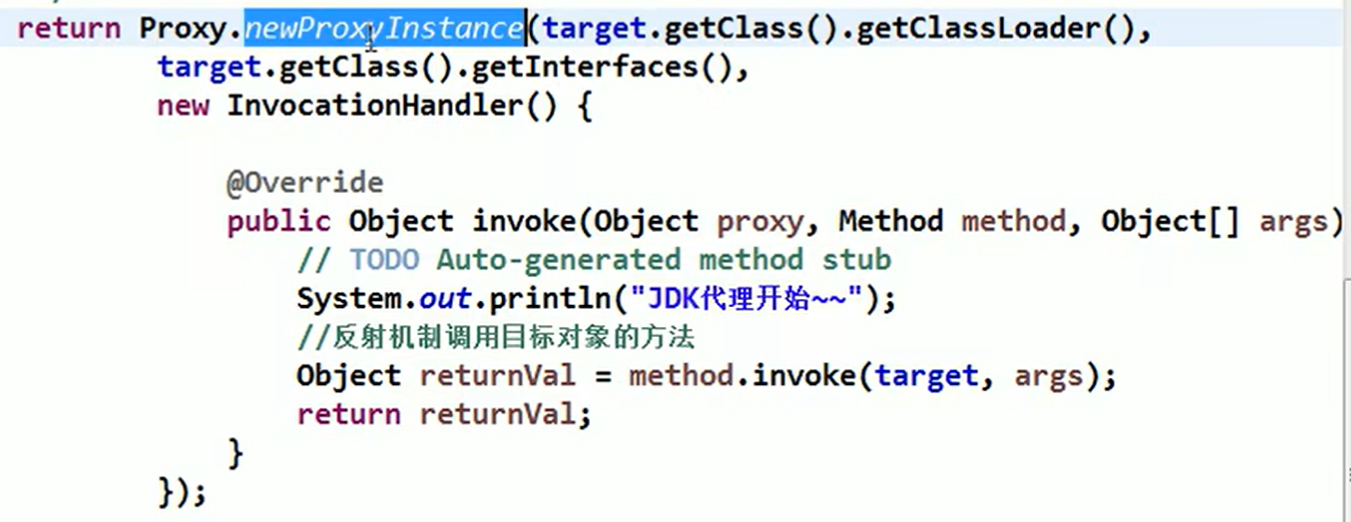 return Proxy.newProxyInstance(target.getClass().getClassLoader(),
target.getClass().getInterfaces(),
new InvocationHandler() {
@Override
public Object invoke(Object proxy, Method method, Object[] args)
// TODO Auto-generated method stub
System.out.println("JDK代理开始~~");
//反射机制调用目标对象的方法
Object returnVal = method.invoke(target, args);
return returnVal;
}
});